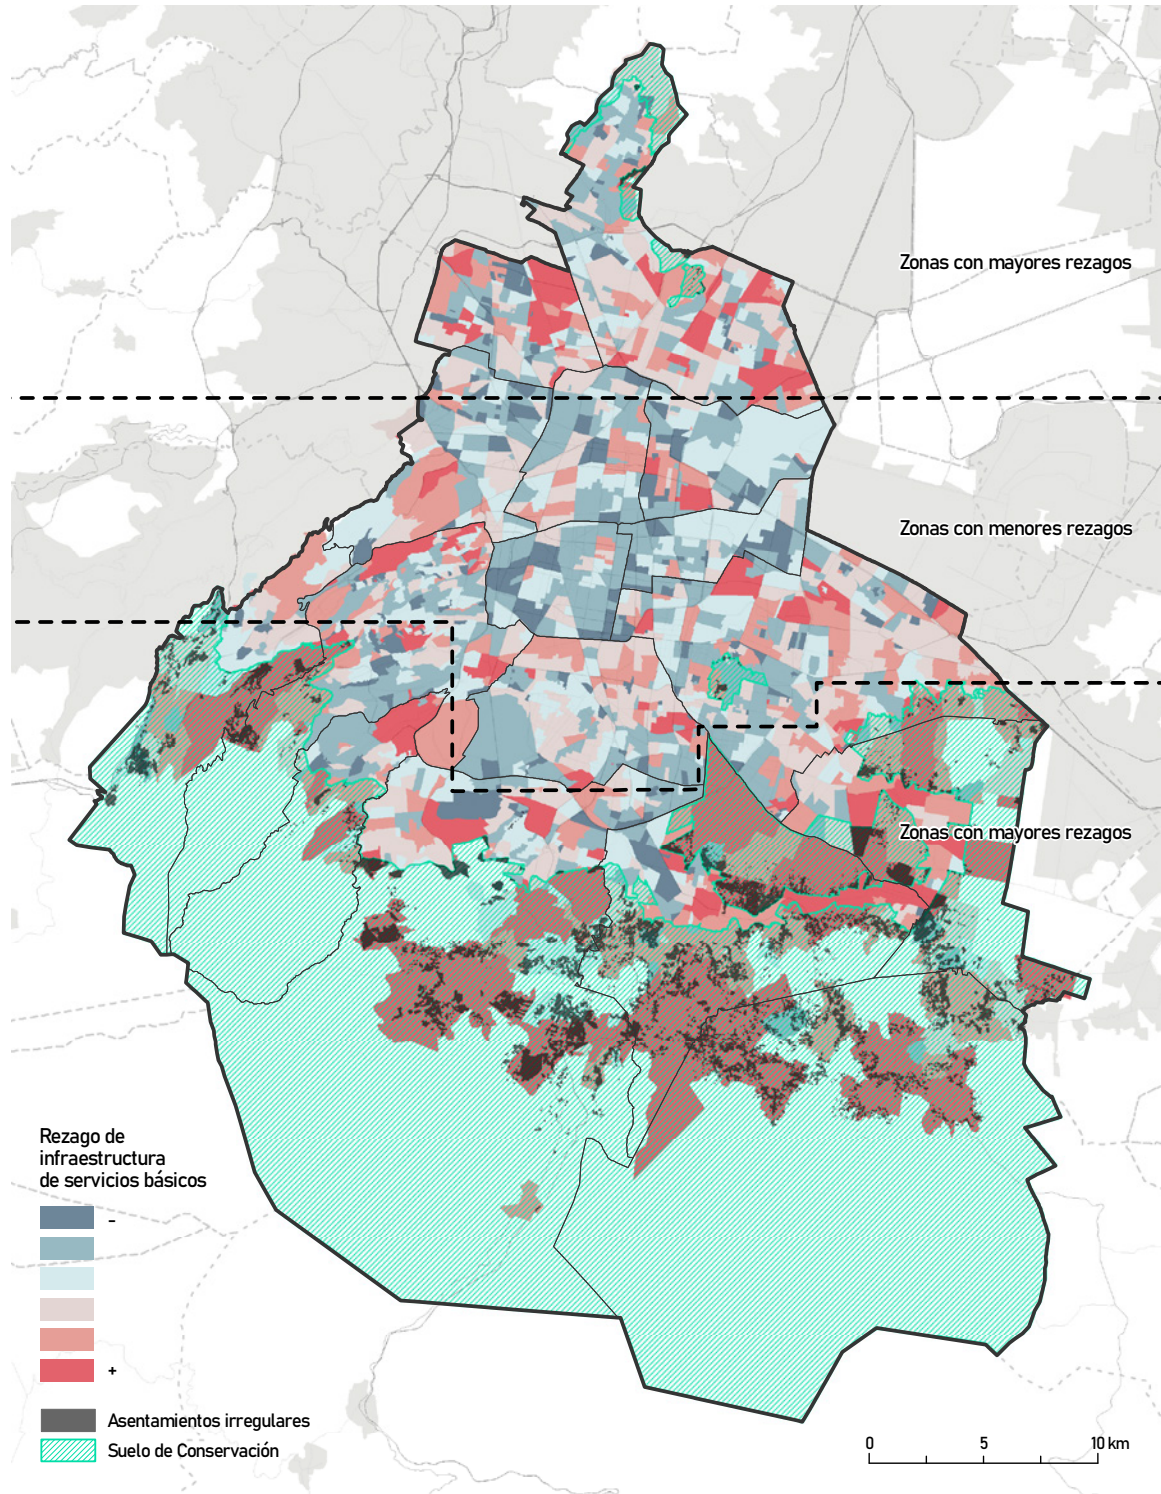 Zonas con mayores rezagos
Zonas con menores rezagos
Zonas con mayores rezagos
Rezago de
infraestructura
de servicios básicos
-
+
Asentamientos irregulares
Suelo de Conservación
0 5 10 km